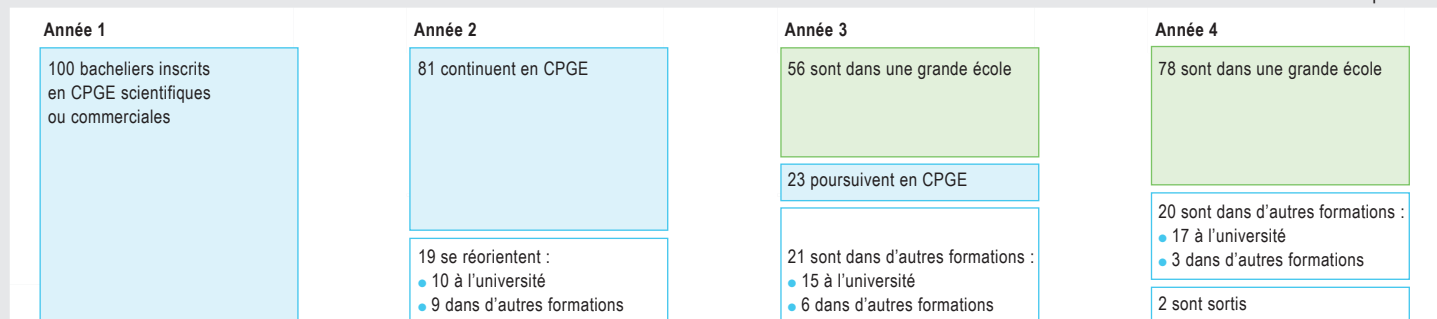 Année 1
100 bacheliers inscrits
en CPGE scientifiques
ou commerciales
Année 2
81 continuent en CPGE
19 se réorientent :
● 10 à l'université
● 9 dans d'autres formations
Année 3
56 sont dans une grande école
23 poursuivent en CPGE
21 sont dans d'autres formations :
● 15 à l'université
● 6 dans d'autres formations
Année 4
78 sont dans une grande école
20 sont dans d'autres formations :
● 17 à l'université
● 3 dans d'autres formations
2 sont sortis